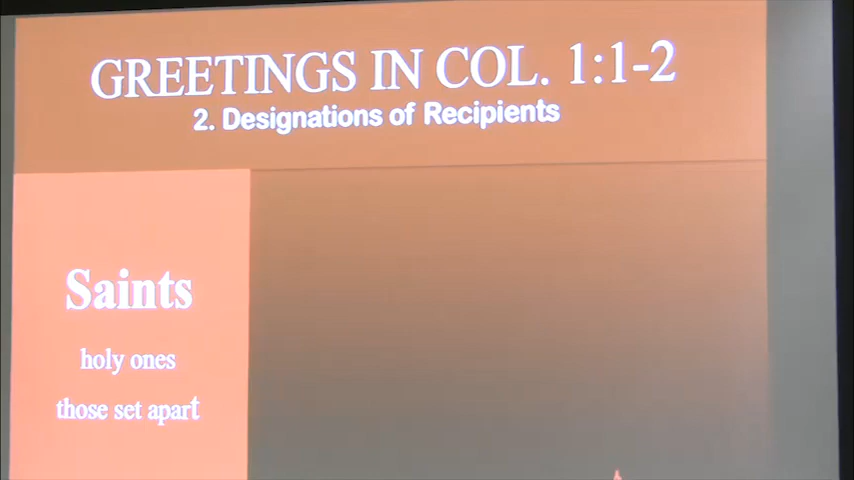 GREETINGS IN COL. 1:1-2
2. Designations of Recipients
Saints
holy ones
those set apart